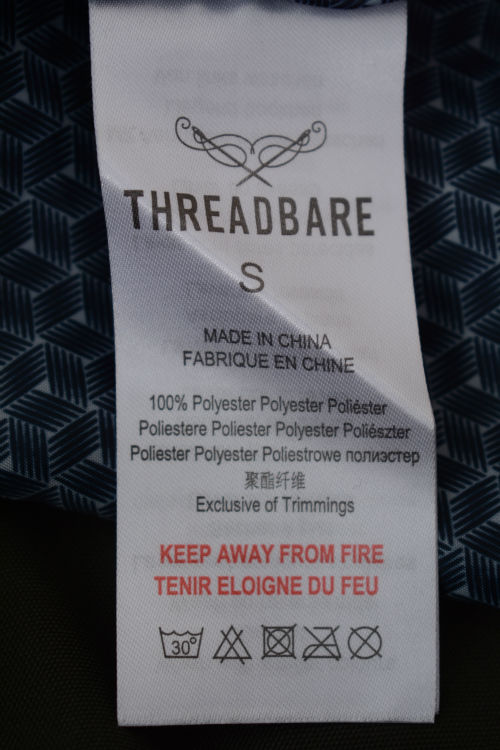 THREADBARE
S
MADE IN CHINA
FABRIQUE EN CHINE
100% Polyester Polyester Poliéster
Poliestere Poliester Polyester Poliészter
Poliester Polyester Poliestrowe полиэстер
聚酯纤维
Exclusive of Trimmings
KEEP AWAY FROM FIRE
TENIR ELOIGNE DU FEU
30°